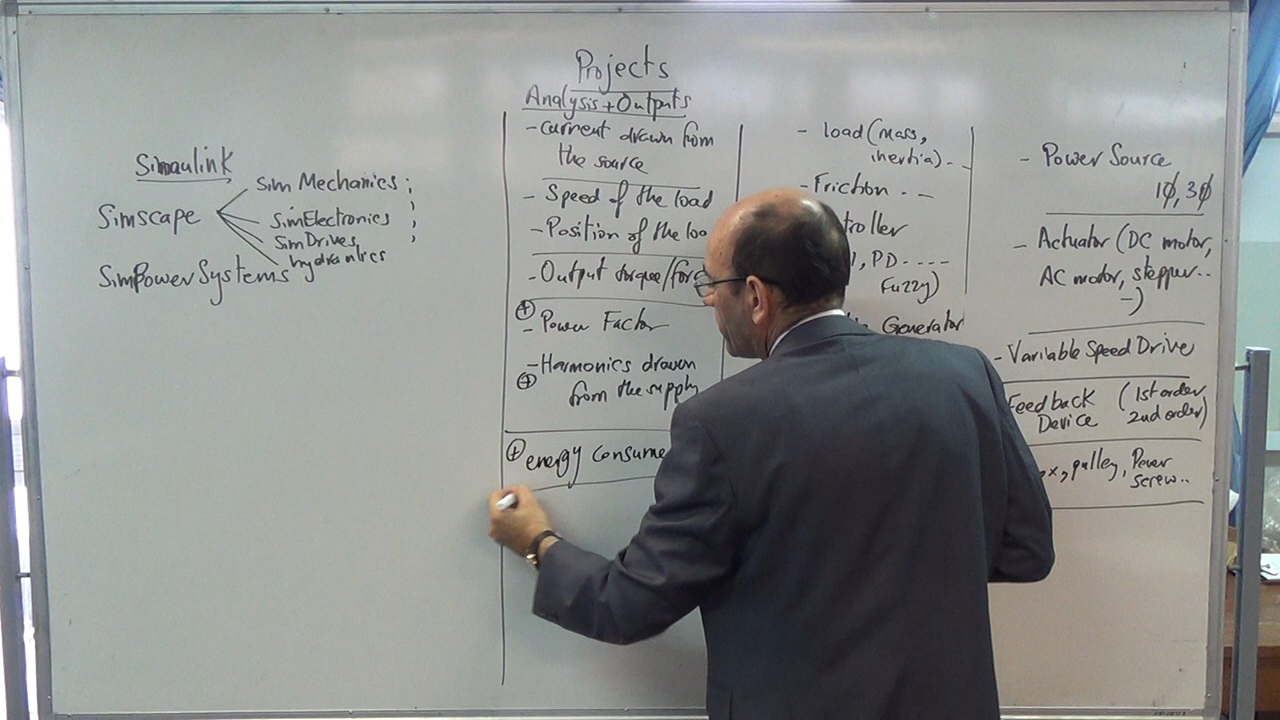 Projects
Analysis + Outputs
Simulink
Simscape
Sim Mechanics
SimElectronics
SimDrives
hydraulics
SimPowerSystems
- Current drawn from
the source
- Speed of the load
- Position of the loa
- Output torque/forc
+
- Power Factor
- Harmonics drawn
+
from the supply
+ energy consume
- load (mass,
inertia)...
- Friction ...
troller
I, PD ....
Fuzzy)
Generator
- Power Source
1φ, 3φ
- Actuator (DC motor,
AC motor, stepper..
-)
- Variable Speed Drive
Feedback (1st order
Device 2nd order)
x, pulley, Power
screw..